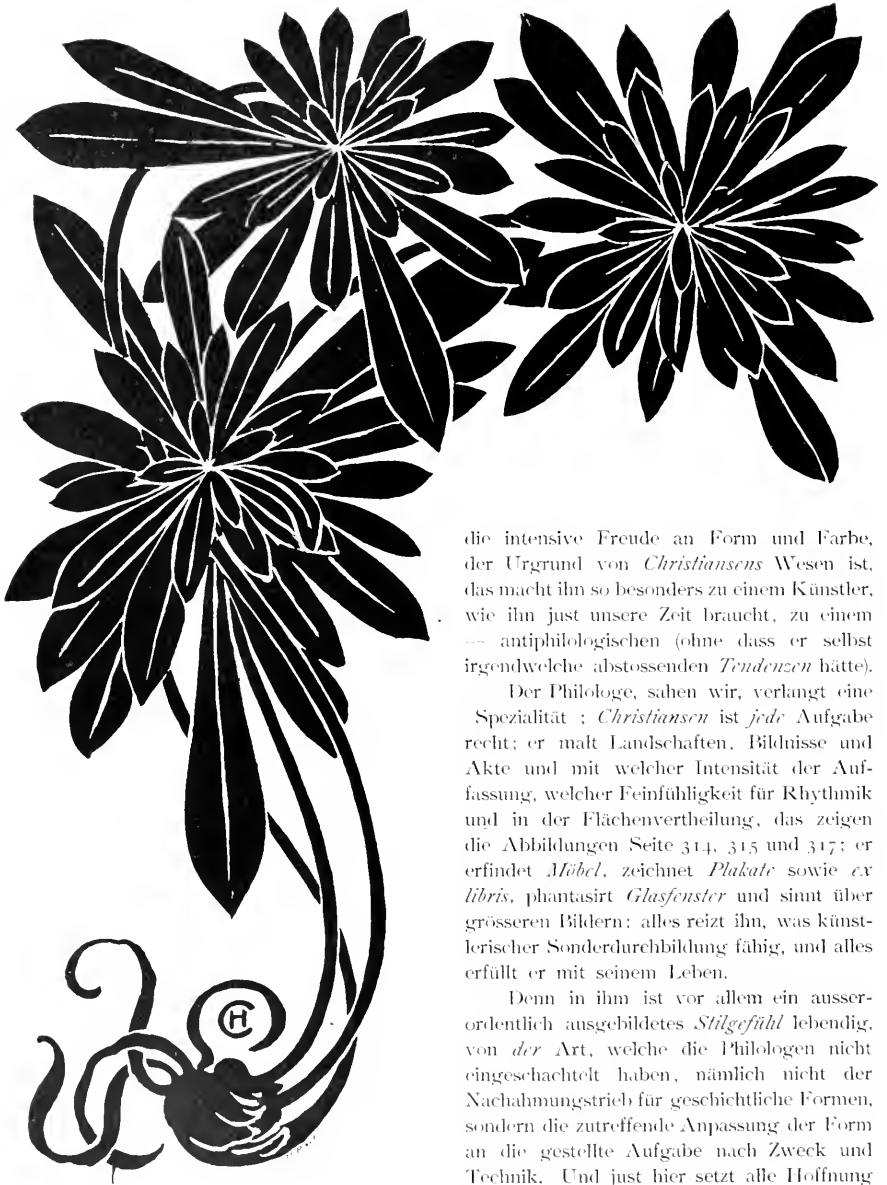 die intensive Freude an Form und Farbe,
der Urgrund von Christiansens Wesen ist,
das macht ihn so besonders zu einem Künstler,
wie ihn just unsere Zeit braucht, zu einem
— antiphilologischen (ohne dass er selbst
irgendwelche abstossenden Tendenzen hätte).
Der Philologe, sahen wir, verlangt eine
Spezialität ; Christiansen ist jede Aufgabe
recht; er malt Landschaften, Bildnisse und
Akte und mit welcher Intensität der Auf-
fassung, welcher Feinfühligkeit für Rhythmik
und in der Flächenvertheilung, das zeigen
die Abbildungen Seite 314, 315 und 317; er
erfindet Möbel, zeichnet Plakate sowie ex
libris, phantasirt Glasfenster und sinnt über
grösseren Bildern: alles reizt ihn, was künst-
lerischer Sonderdurchbildung fähig, und alles
erfüllt er mit seinem Leben.
Denn in ihm ist vor allem ein ausser-
ordentlich ausgebildetes Stilgefühl lebendig,
von der Art, welche die Philologen nicht
eingeschachtelt haben, nämlich nicht der
Nachahmungstrieb für geschichtliche Formen,
sondern die zutreffende Anpassung der Form
an die gestellte Aufgabe nach Zweck und
Technik. Und just hier setzt alle Hoffnung
CH